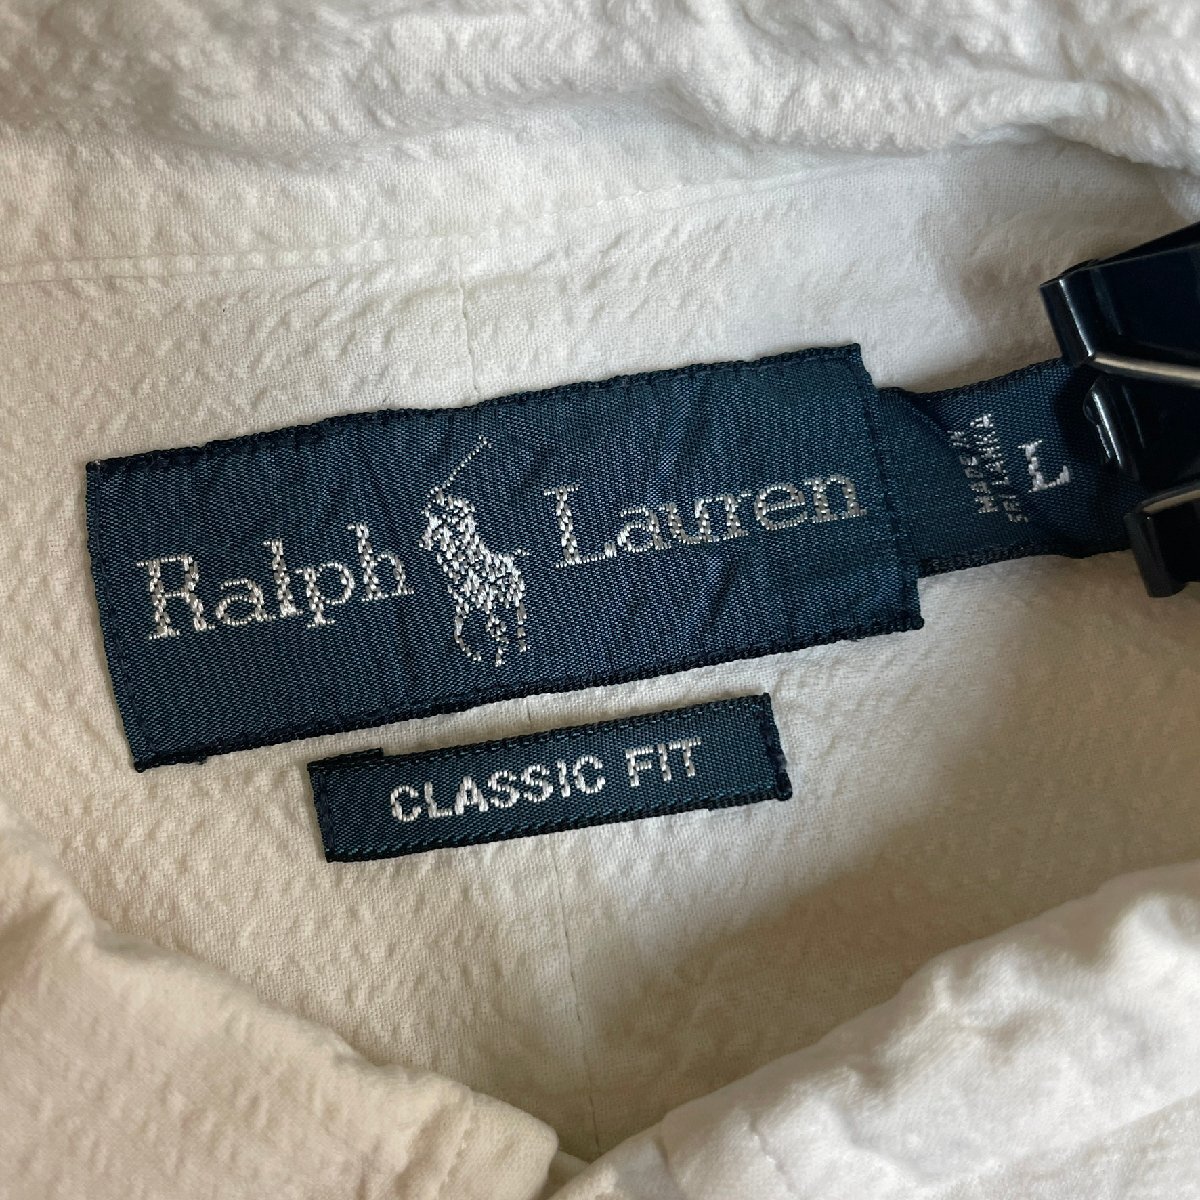 Ralph Lauren
MADE IN
SRI LANKA
L
CLASSIC FIT